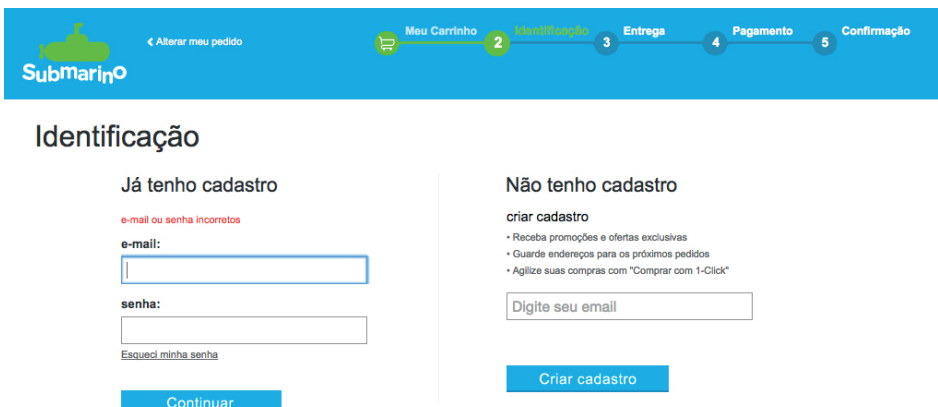 Submarino
Alterar meu pedido
Meu Carrinho
2
Identificação
3
Entrega
4
Pagamento
5
Confirmação
Identificação
Já tenho cadastro
e-mail ou senha incorretos
e-mail:
senha:
Esqueci minha senha
Continuar
Não tenho cadastro
criar cadastro
• Receba promoções e ofertas exclusivas
• Guarde endereços para os próximos pedidos
• Agilize suas compras com "Comprar com 1-Click"
Digite seu email
Criar cadastro